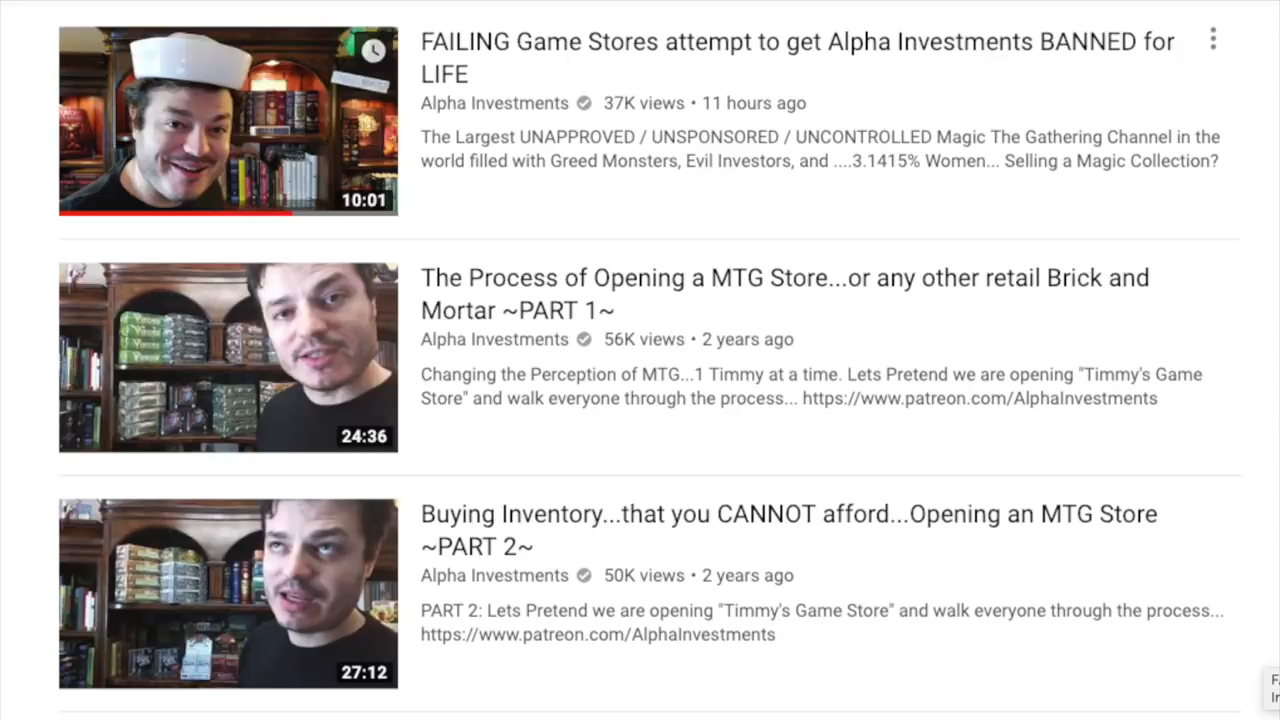 FAILING Game Stores attempt to get Alpha Investments BANNED for
LIFE
Alpha Investments 37K views • 11 hours ago
The Largest UNAPPROVED / UNSPONSORED / UNCONTROLLED Magic The Gathering Channel in the
world filled with Greed Monsters, Evil Investors, and ....3.1415% Women... Selling a Magic Collection?
10:01
The Process of Opening a MTG Store...or any other retail Brick and
Mortar ~PART 1~
Alpha Investments 56K views • 2 years ago
Changing the Perception of MTG...1 Timmy at a time. Lets Pretend we are opening "Timmy's Game
Store" and walk everyone through the process... https://www.patreon.com/AlphaInvestments
24:36
Buying Inventory...that you CANNOT afford...Opening an MTG Store
~PART 2~
Alpha Investments 50K views • 2 years ago
PART 2: Lets Pretend we are opening "Timmy's Game Store" and walk everyone through the process...
https://www.patreon.com/AlphaInvestments
27:12